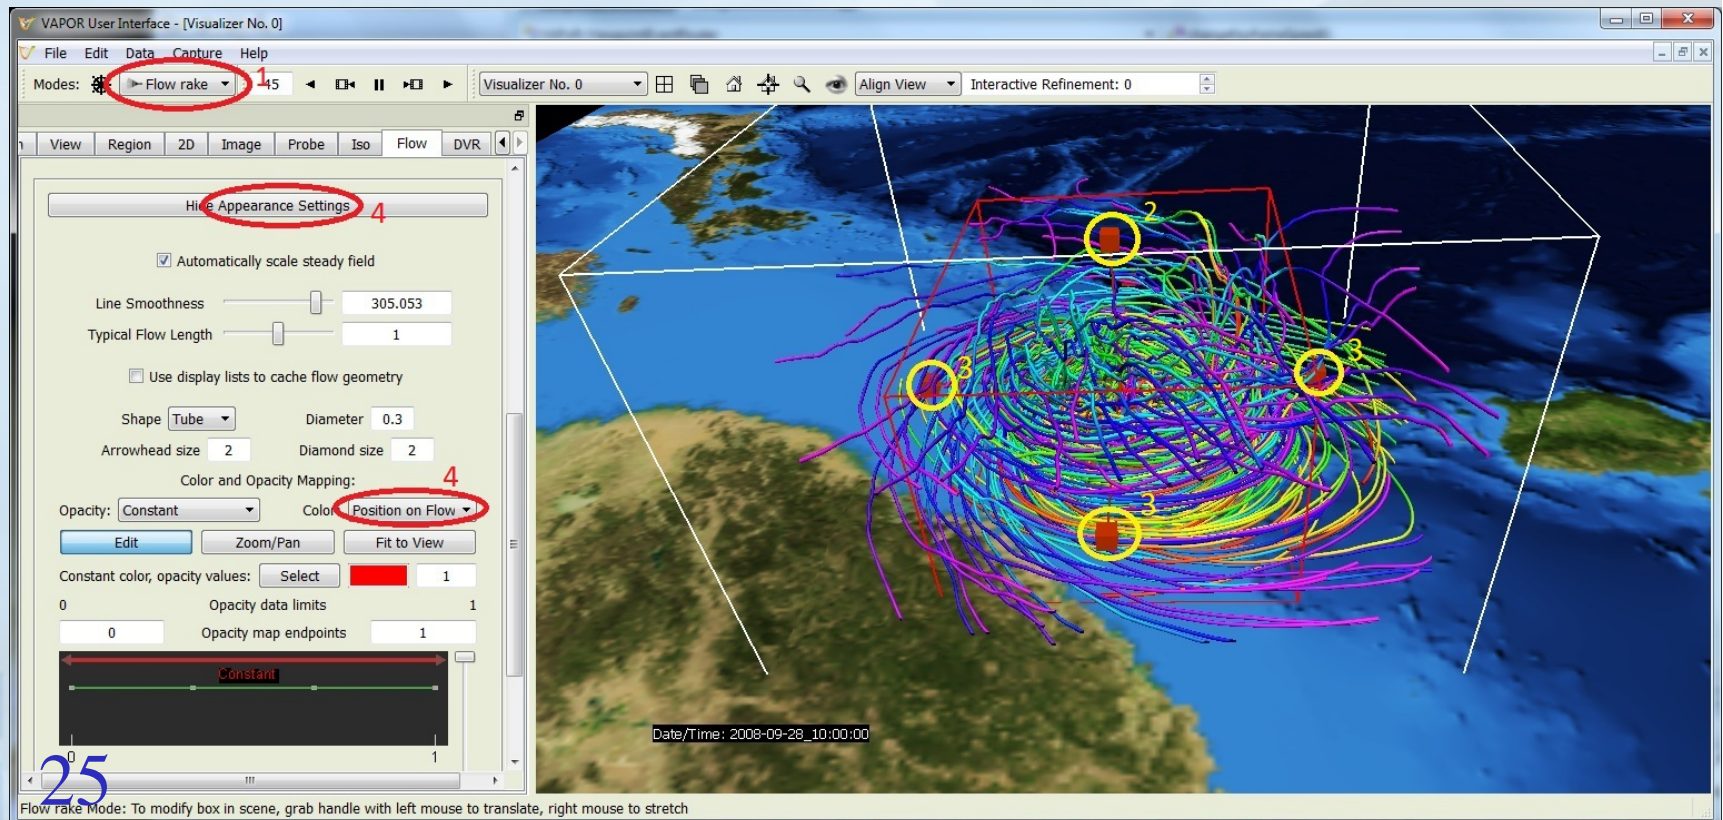 VAPOR User Interface - [Visualizer No. 0]
File Edit Data Capture Help
Modes: Flow rake 1 45 Visualizer No. 0 Align View Interactive Refinement: 0
View Region 2D Image Probe Iso Flow DVR
Hide Appearance Settings 4
Automatically scale steady field
Line Smoothness 305.053
Typical Flow Length 1
Use display lists to cache flow geometry
Shape Tube Diameter 0.3
Arrowhead size 2 Diamond size 2
Color and Opacity Mapping: 4
Opacity: Constant Color Position on Flow
Edit Zoom/Pan Fit to View
Constant color, opacity values: Select 1
0 Opacity data limits 1
0 Opacity map endpoints 1
Constant
0 1
25
2
3
3
3
Date/Time: 2008-09-28_10:00:00
Flow rake Mode: To modify box in scene, grab handle with left mouse to translate, right mouse to stretch